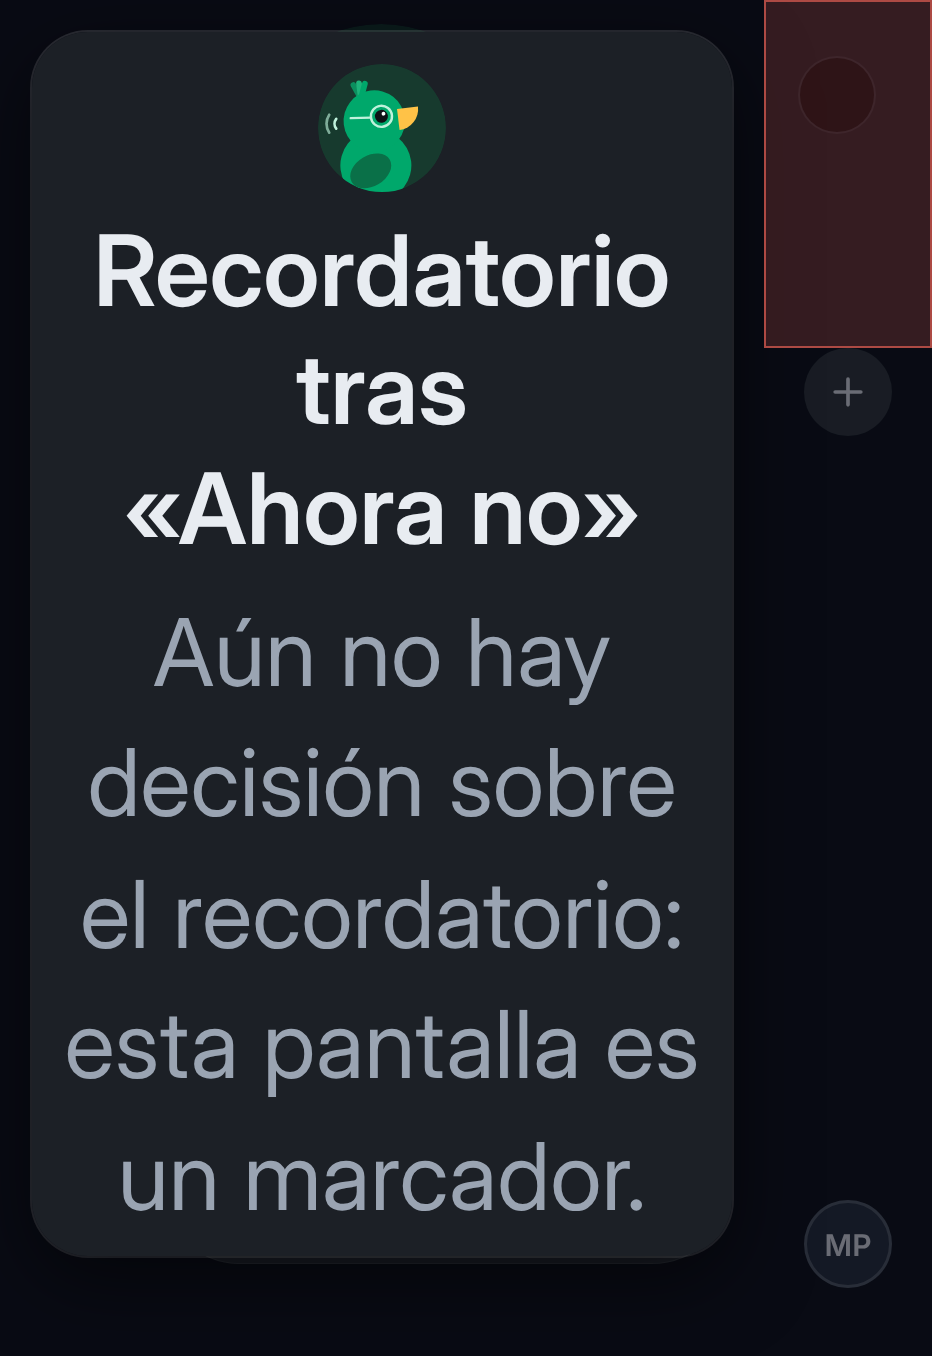 Recordatorio
tras
«Ahora no»
Aún no hay
decisión sobre
el recordatorio:
esta pantalla es
un marcador.
MP